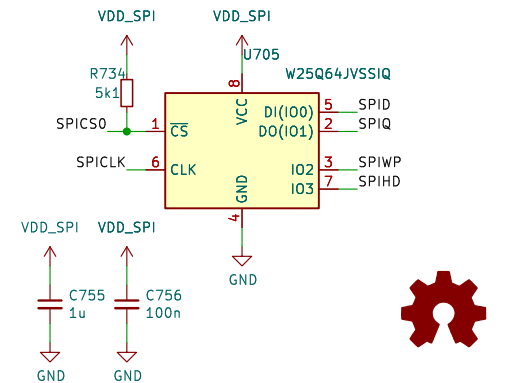 VDD_SPI VDD_SPI
U705
R734 W25Q64JVSSIQ
5k1
8
VCC
DI(IO0) 5 SPID
SPICS0 1 CS DO(IO1) 2 SPIQ
SPICLK 6 CLK IO2 3 SPIWP
IO3 7 SPIHD
GND
4
VDD_SPI VDD_SPI
GND
C755 C756
1u 100n
GND GND